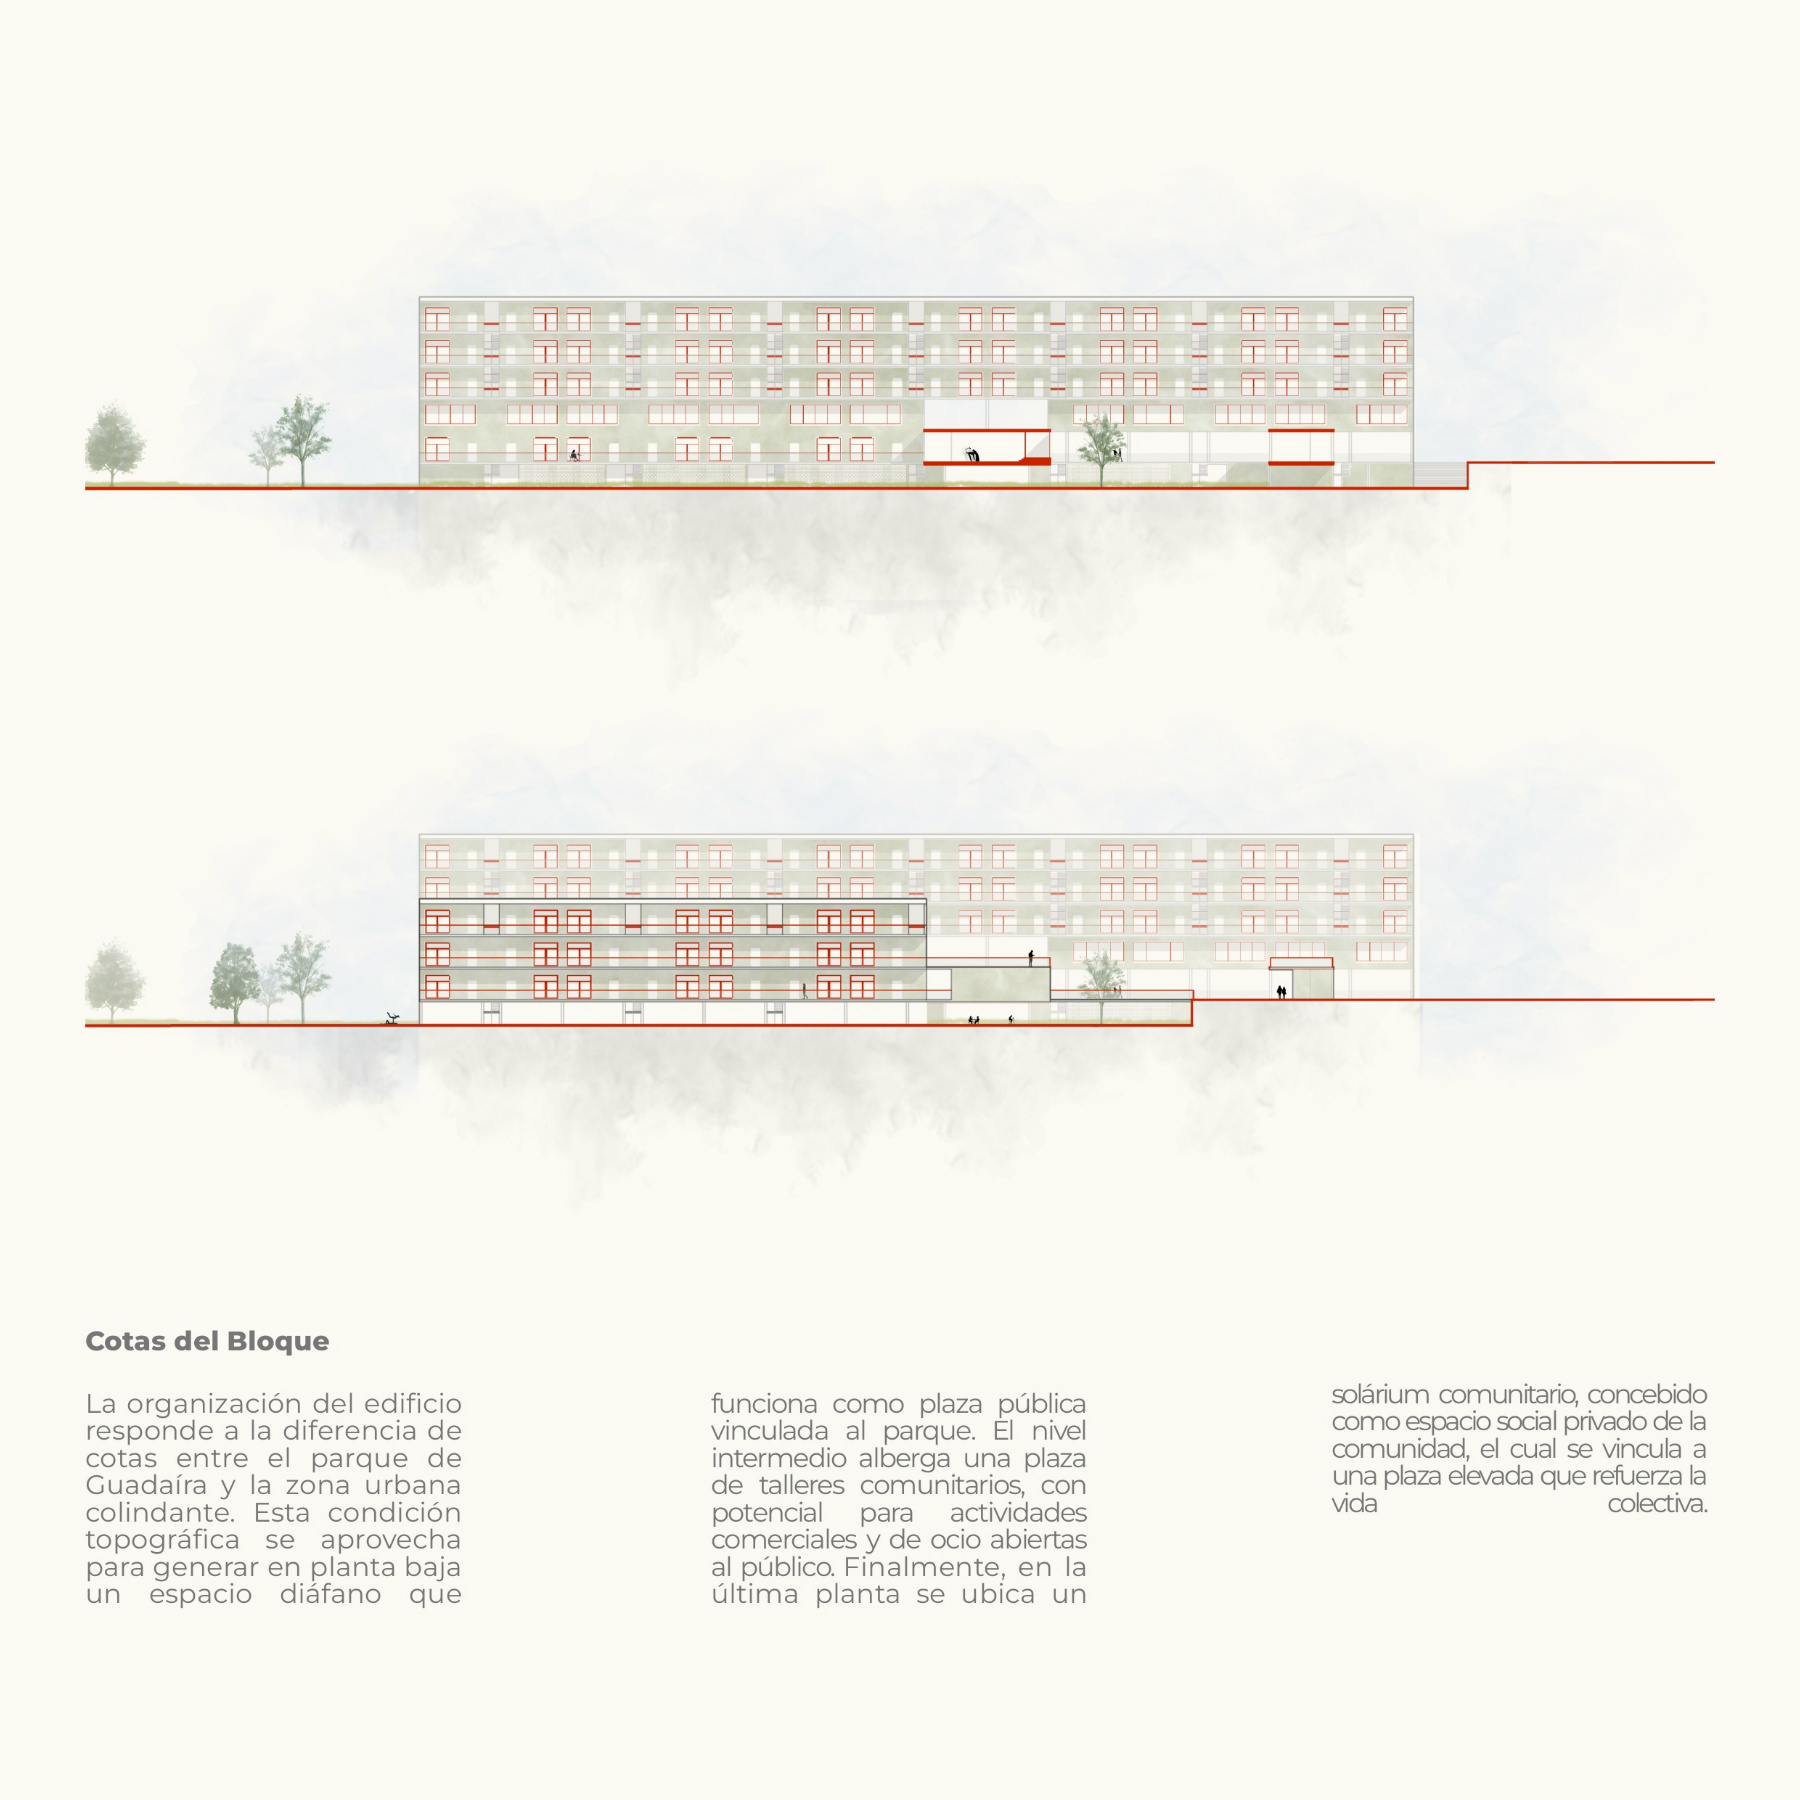 Cotas del Bloque
La organización del edificio
responde a la diferencia de
cotas entre el parque de
Guadaíra y la zona urbana
colindante. Esta condición
topográfica se aprovecha
para generar en planta baja
un espacio diáfano que
funciona como plaza pública
vinculada al parque. El nivel
intermedio alberga una plaza
de talleres comunitarios, con
potencial para actividades
comerciales y de ocio abiertas
al público. Finalmente, en la
última planta se ubica un
solárium comunitario, concebido
como espacio social privado de la
comunidad, el cual se vincula a
una plaza elevada que refuerza la
vida colectiva.